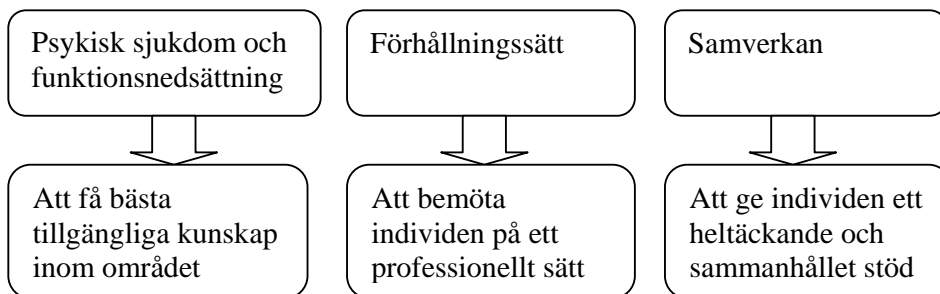 Psykisk sjukdom och
funktionsnedsättning
Förhållningssätt
Samverkan
Att få bästa
tillgängliga kunskap
inom området
Att bemöta
individen på ett
professionellt sätt
Att ge individen ett
heltäckande och
sammanhållet stöd